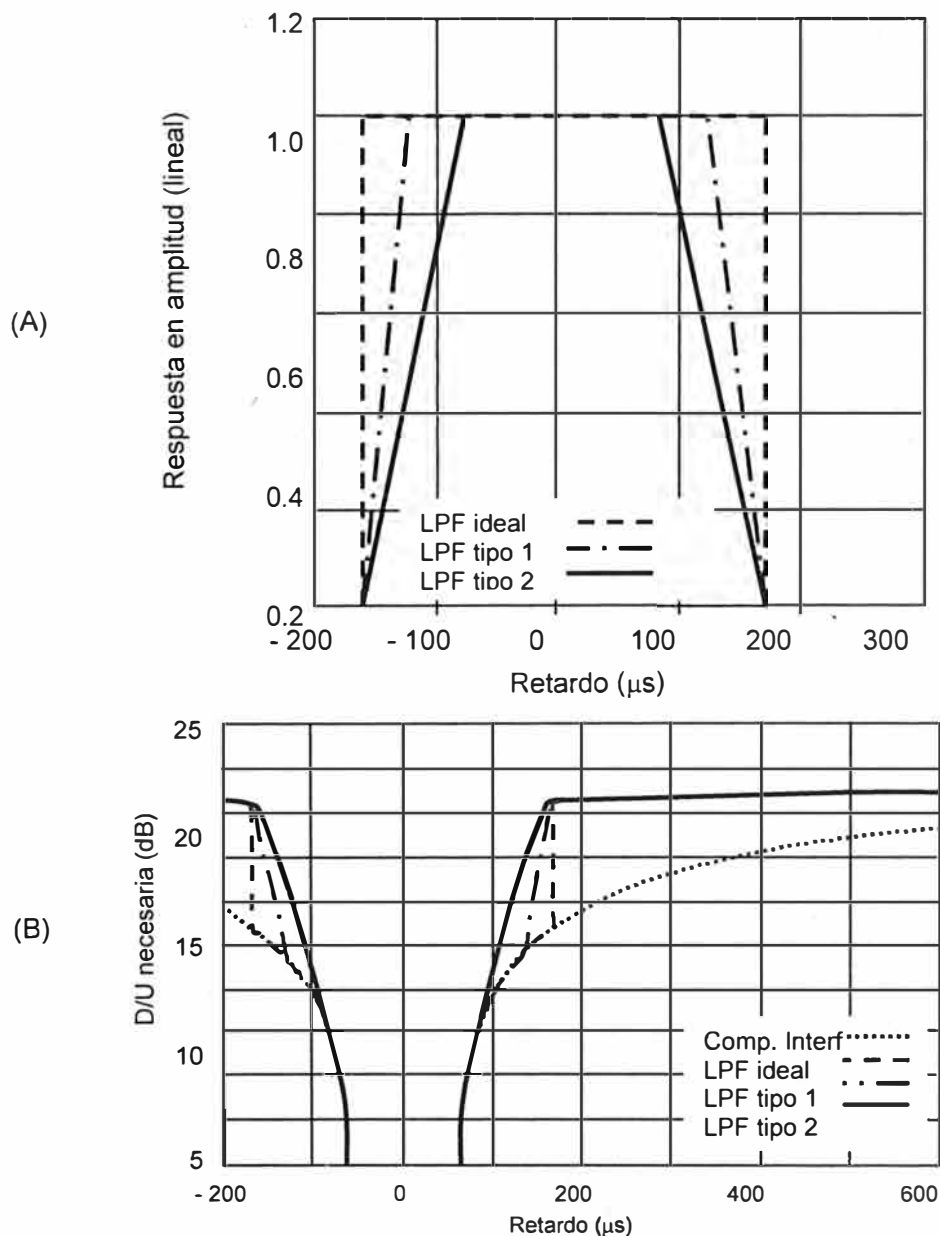 (A)
Respuesta en amplitud (lineal)
1.2
1.0
0.8
0.6
0.4
0.2
LPF ideal
LPF tipo 1
LPF tipo 2
- 200 - 100 0 100 200 300
Retardo (μs)
(B)
D/U necesaria (dB)
25
20
15
10
5
Comp. Interf
LPF ideal
LPF tipo 1
LPF tipo 2
- 200 0 200 400 600
Retardo (μs)